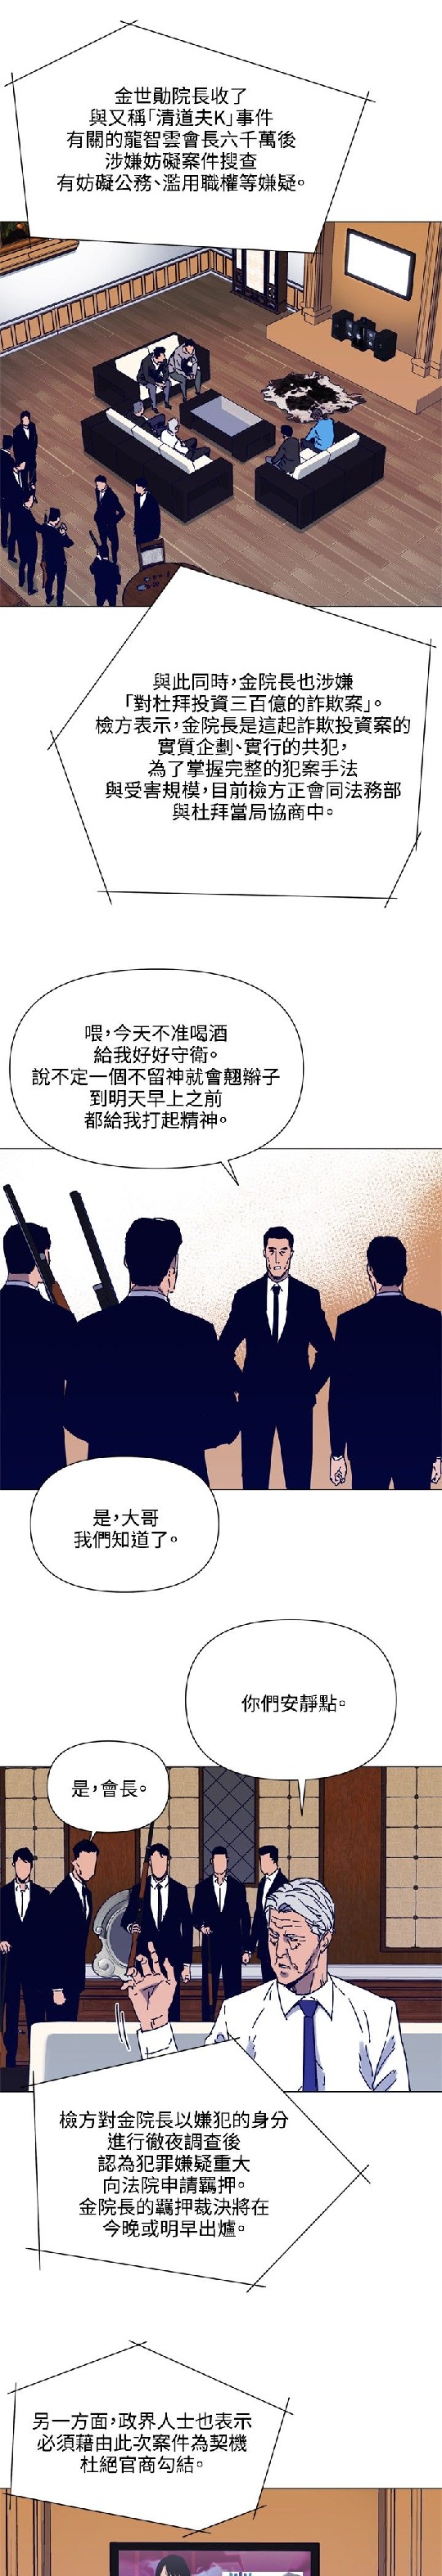 金世勛院長收了
與又稱「清道夫K」事件
有關的龍智雲會長六千萬後
涉嫌妨礙案件搜查
有妨礙公務、濫用職權等嫌疑。
與此同時，金院長也涉嫌
「對杜拜投資三百億的詐欺案」。
檢方表示，金院長是這起詐欺投資案的
實質企劃、實行的共犯，
為了掌握完整的犯案手法
與受害規模，目前檢方正會同法務部
與杜拜當局協商中。
喂，今天不准喝酒
給我好好守衛。
說不定一個不留神就會翹辮子
到明天早上之前
都給我打起精神。
是，大哥
我們知道了。
你們安靜點。
是，會長。
檢方對金院長以嫌犯的身分
進行徹夜調查後
認為犯罪嫌疑重大
向法院申請羈押。
金院長的羈押裁決將在
今晚或明早出爐。
另一方面，政界人士也表示
必須藉由此次案件為契機
杜絕官商勾結。